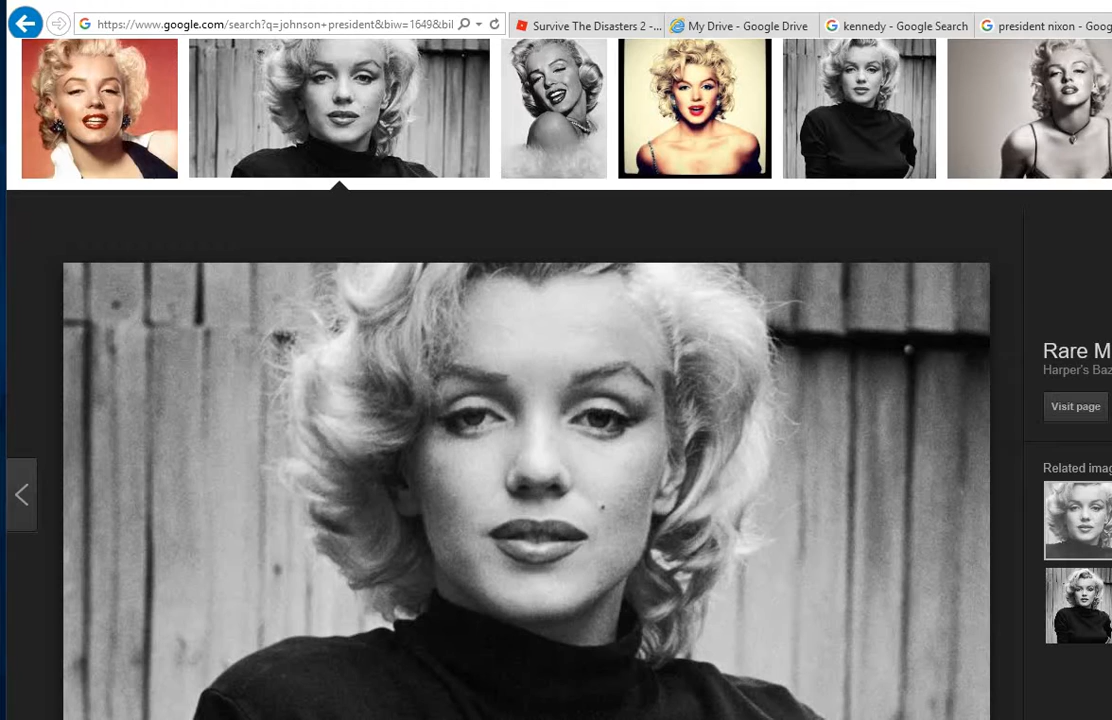 https://www.google.com/search?q=johnson+president&biw=1649&bil
Survive The Disasters 2 -...
My Drive - Google Drive
kennedy - Google Search
president nixon - Goog
Rare M
Harper's Baz
Visit page
Related imag